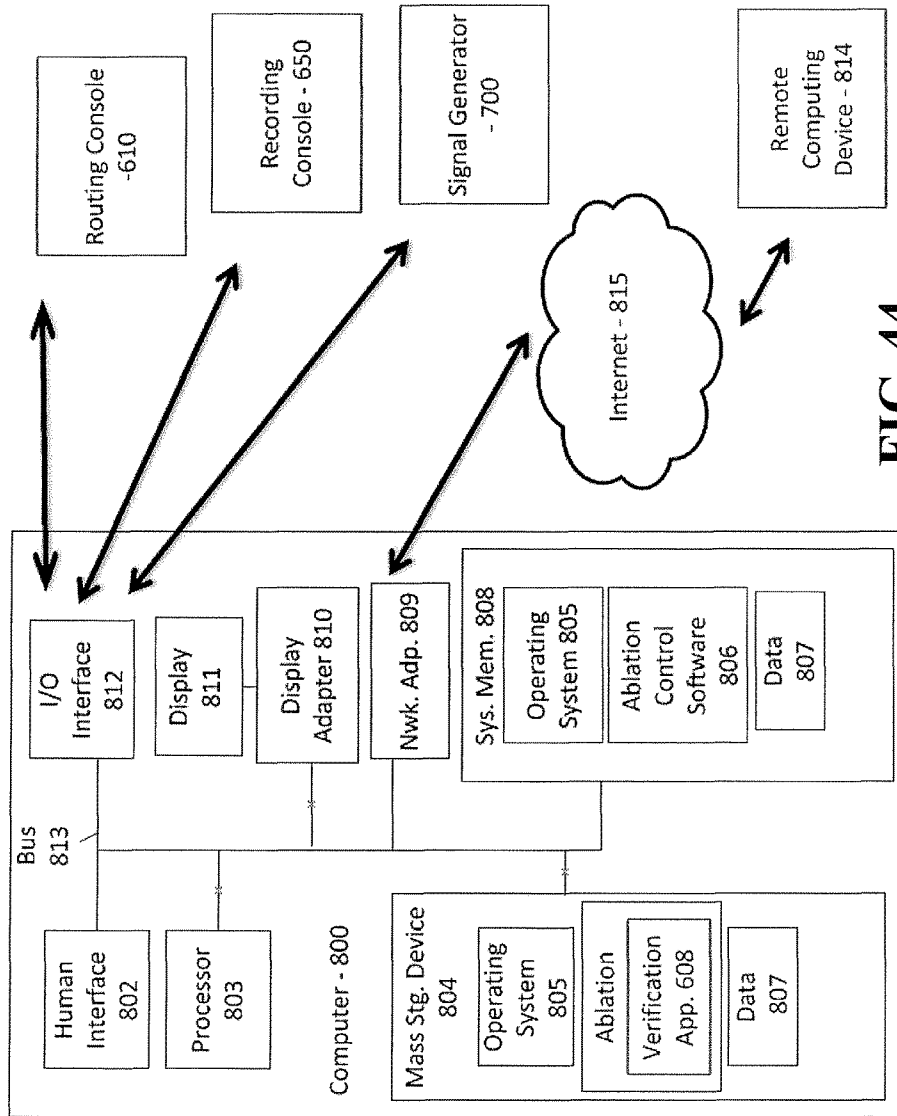 Human
Interface
802
Processor
803
Computer - 800
Mass Stg. Device
804
Operating
System
805
Ablation
Verification
App. 608
Data
807
Bus
813
I/O
Interface
812
Display
811
Display
Adapter 810
Nwk. Adp. 809
Sys. Mem. 808
Operating
System 805
Ablation
Control
Software
806
Data
807
Routing Console
-610
Recording
Console - 650
Signal Generator
- 700
Internet - 815
Remote
Computing
Device - 814
FIG. 44